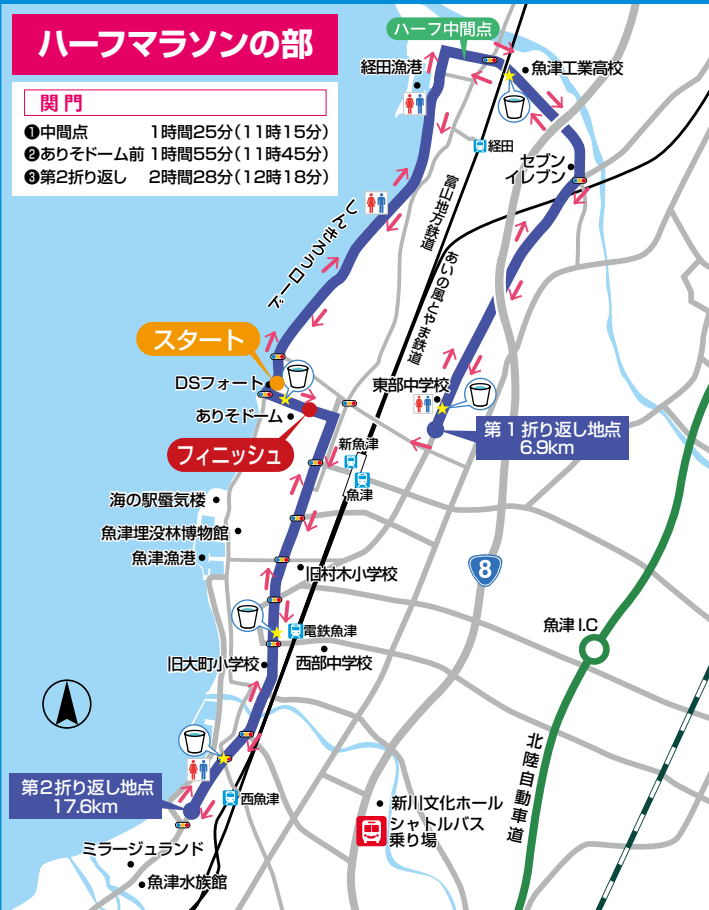 ハーフマラソンの部
関門
❶中間点 1時間25分(11時15分)
❷ありそドーム前 1時間55分(11時45分)
❸第2折り返し 2時間28分(12時18分)
ハーフ中間点
経田漁港
魚津工業高校
経田
セブン
イレブン
富山地方鉄道
しんきろうロード
あいの風とやま鉄道
スタート
DSフォート
東部中学校
ありそドーム
第1折り返し地点
6.9km
フィニッシュ
新魚津
魚津
海の駅蜃気楼
魚津埋没林博物館
魚津漁港
旧村木小学校
8
電鉄魚津
魚津 I.C
旧大町小学校
西部中学校
北陸自動車道
第2折り返し地点
17.6km
西魚津
新川文化ホール
シャトルバス
乗り場
ミラージュランド
魚津水族館